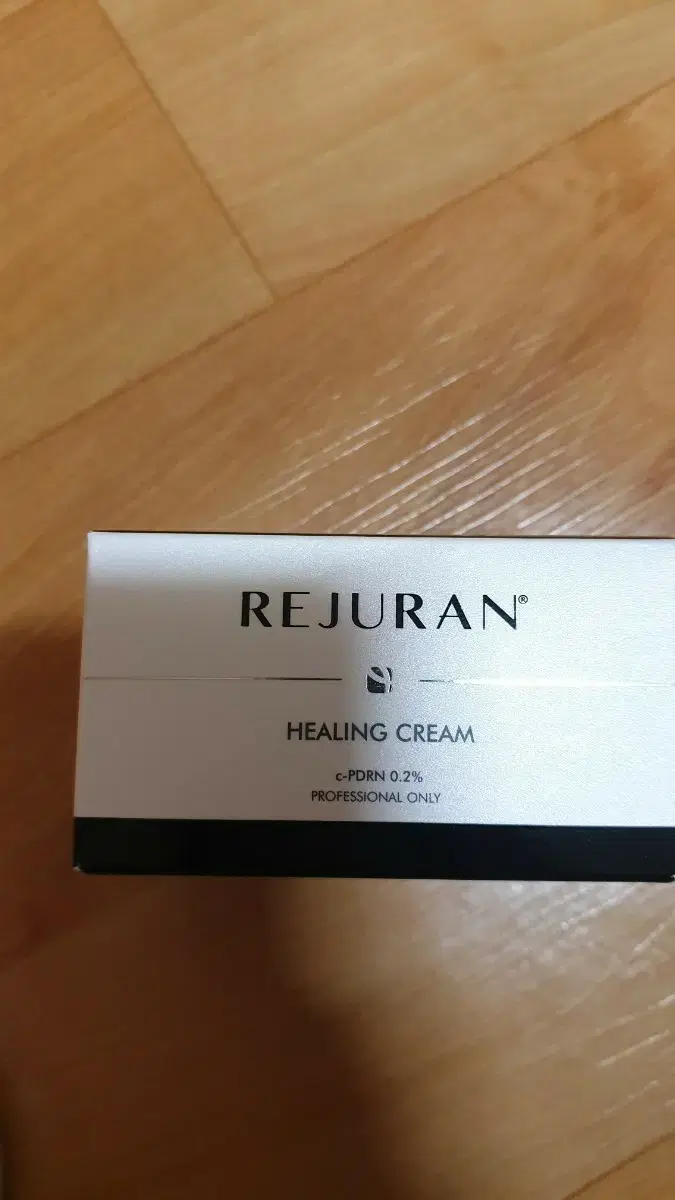 REJURAN®
HEALING CREAM
c-PDRN 0.2%
PROFESSIONAL ONLY